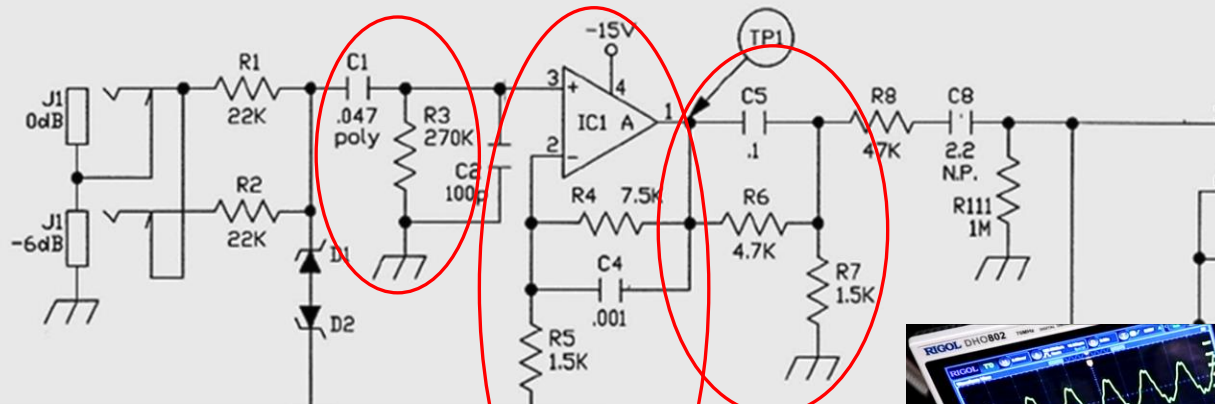 -15V
TP1
R1
C1
4
C5
R8
C8
J1
0dB
22K
.047
poly
R3
270K
3
+
IC1 A
1
.1
47K
2.2
N.P.
2
-
C2
100p
R4
7.5K
R6
R111
1M
R2
J1
-6dB
22K
4.7K
D1
C4
R7
1.5K
D2
.001
R5
1.5K
RIGOL DHO802
RIGOL